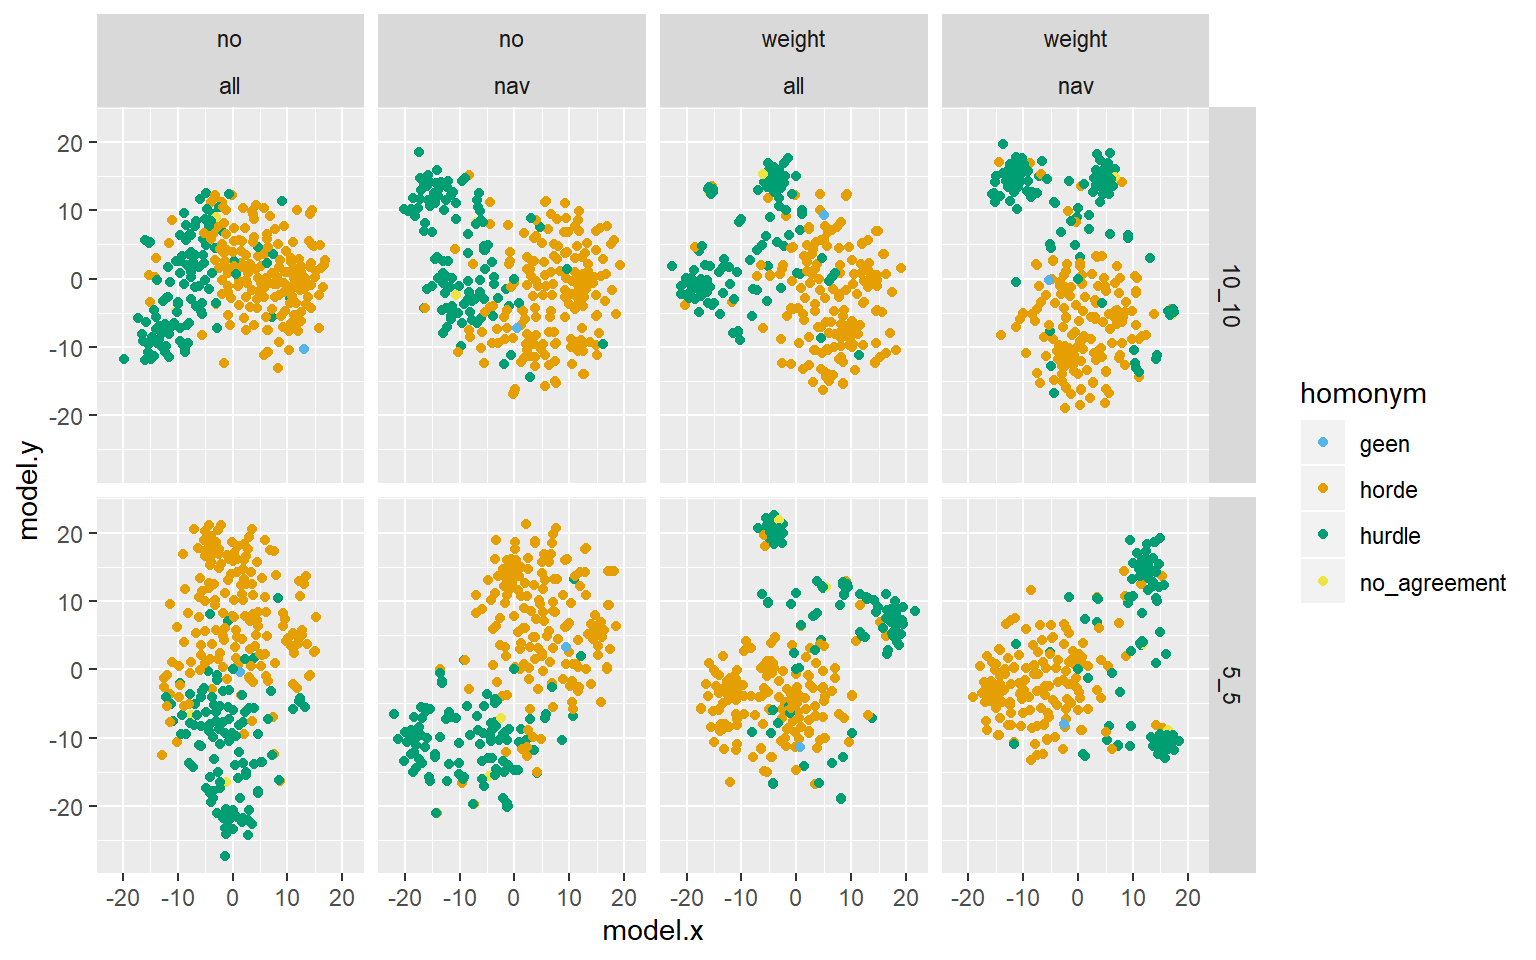 no no weight weight
all nav all nav
20
10
0
-10
-20
10_10
20
10
0
-10
-20
5_5
-20 -10 0 10 20 -20 -10 0 10 20 -20 -10 0 10 20 -20 -10 0 10 20
model.x
model.y
homonym
geen
horde
hurdle
no_agreement